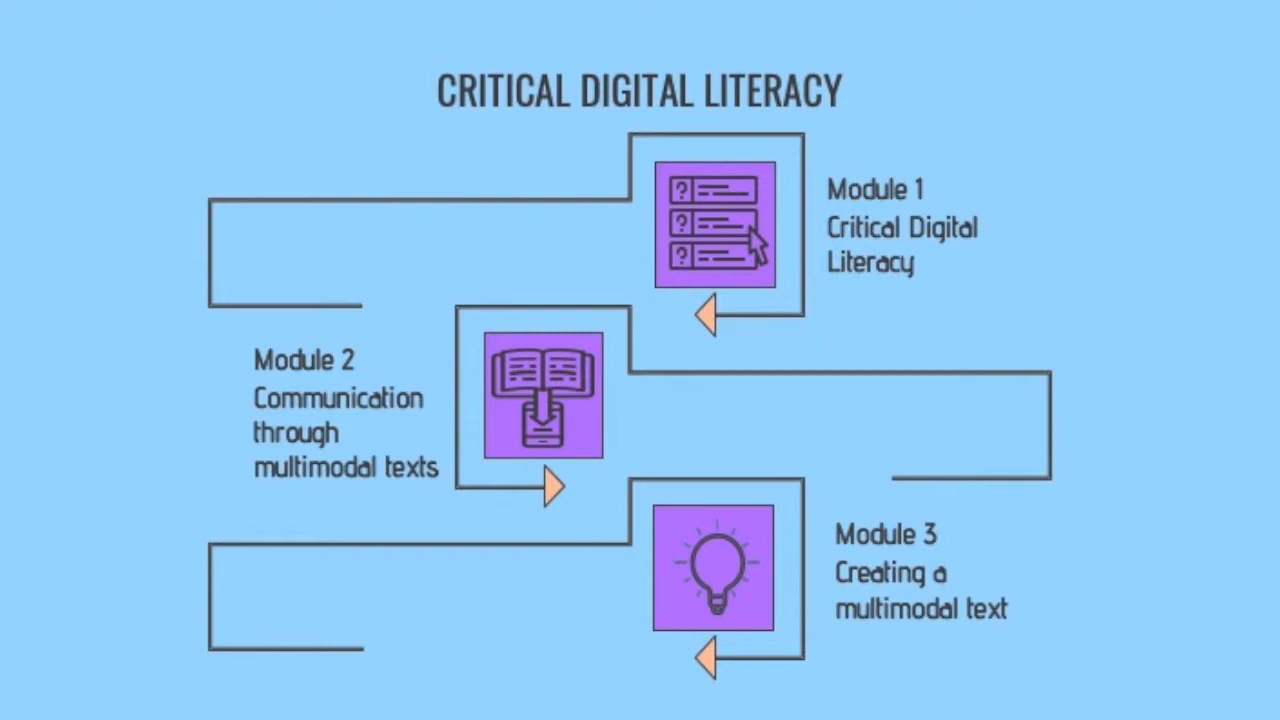 CRITICAL DIGITAL LITERACY
Module 1
Critical Digital
Literacy
?
?
?
Module 2
Communication
through
multimodal texts
Module 3
Creating a
multimodal text